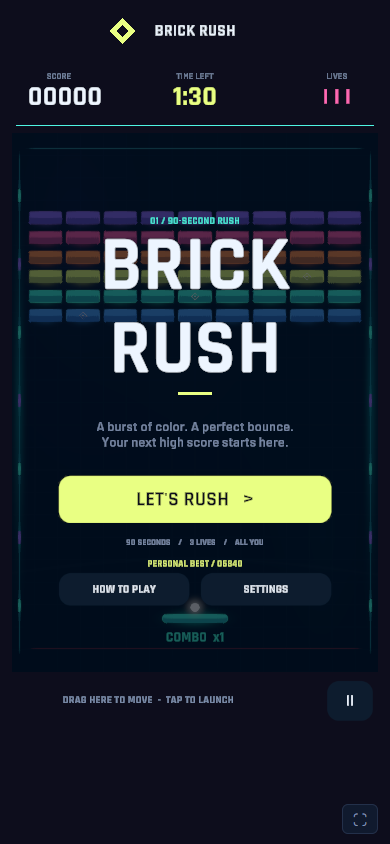 BRICK RUSH
SCORE
TIME LEFT
LIVES
00000
1:30
01 / 90-SECOND RUSH
BRICK
RUSH
A burst of color. A perfect bounce.
Your next high score starts here.
LET'S RUSH >
90 SECONDS / 3 LIVES / ALL YOU
PERSONAL BEST / 06840
HOW TO PLAY
SETTINGS
COMBO x1
DRAG HERE TO MOVE - TAP TO LAUNCH